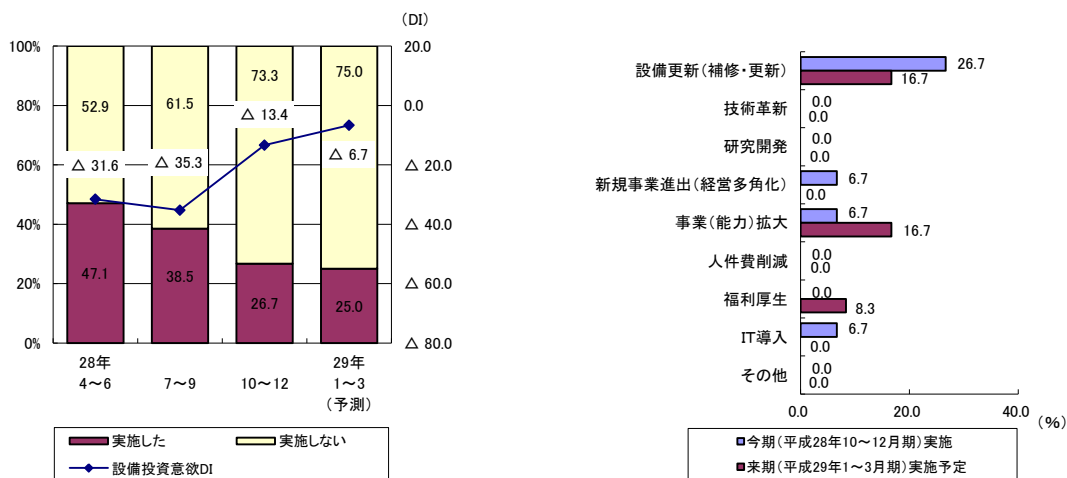 (DI)
100%
80%
60%
40%
20%
0%
20.0
0.0
△ 20.0
△ 40.0
△ 60.0
△ 80.0
52.9
61.5
73.3
75.0
△ 31.6
△ 35.3
△ 13.4
△ 6.7
47.1
38.5
26.7
25.0
28年
4～6
7～9
10～12
29年
1～3
(予測)
実施した
実施しない
設備投資意欲DI
設備更新(補修・更新)
26.7
16.7
技術革新
0.0
0.0
研究開発
0.0
0.0
新規事業進出(経営多角化)
6.7
0.0
事業(能力)拡大
6.7
16.7
人件費削減
0.0
0.0
福利厚生
0.0
8.3
IT導入
6.7
0.0
その他
0.0
0.0
0.0
20.0
40.0
(%)
今期(平成28年10～12月期)実施
来期(平成29年1～3月期)実施予定